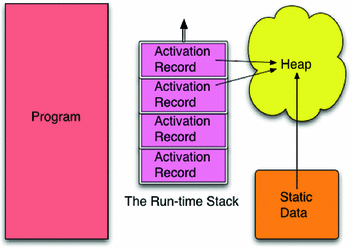 Program
Activation
Record
Activation
Record
Activation
Record
Activation
Record
The Run-time Stack
Heap
Static
Data